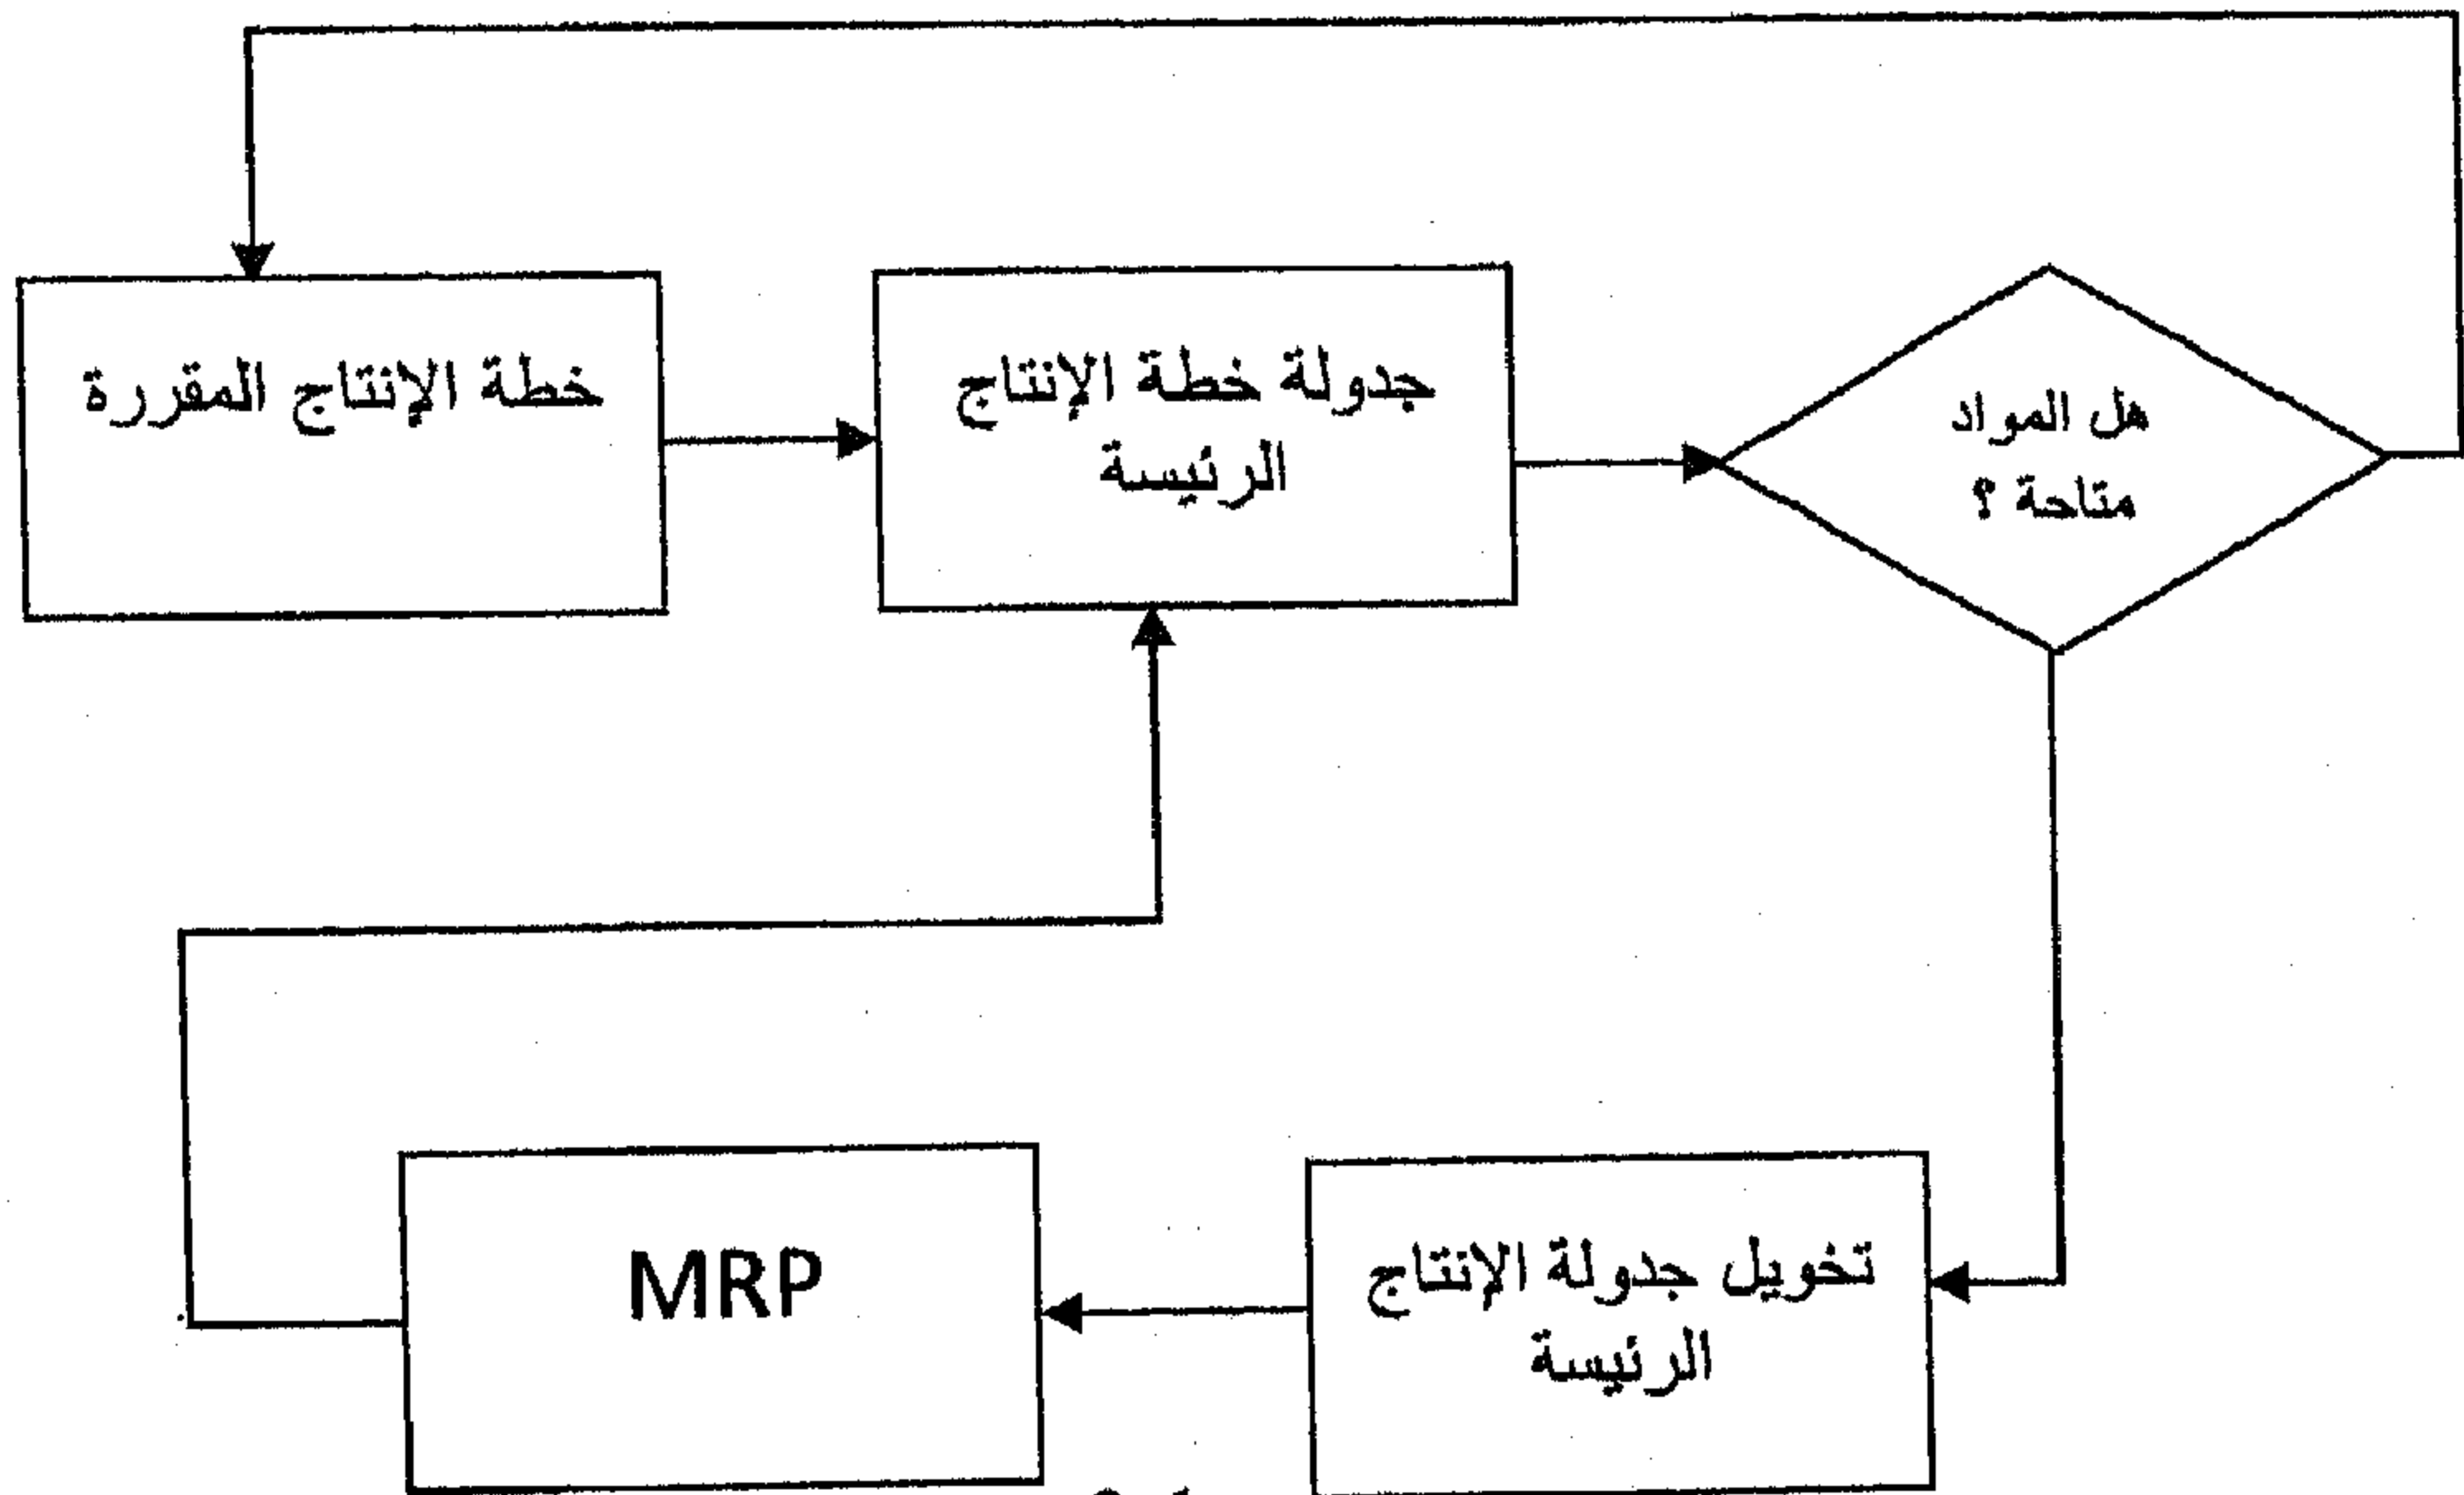 خطة الإنتاج المقررة
جدولة خطة الإنتاج
الرئيسة
هل المواد
متاحة ؟
تخويل جدولة الإنتاج
الرئيسة
MRP